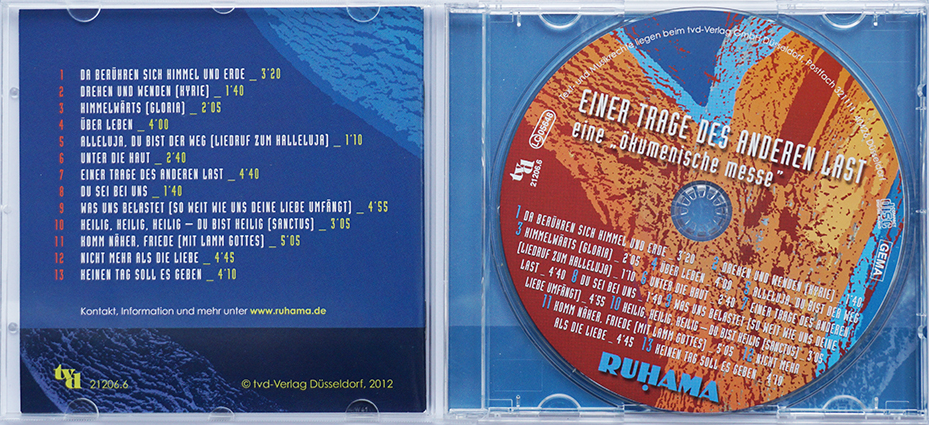 1 DA BERÜHREN SICH HIMMEL UND ERDE _ 3'20
2 DREHEN UND WENDEN (KYRIE) _ 1'40
3 HIMMELWÄRTS (GLORIA) _ 2'05
4 ÜBER LEBEN _ 4'00
5 ALLELUJA, DU BIST DER WEG (LIEDRUF ZUM HALLELUJA) _ 1'10
6 UNTER DIE HAUT _ 2'40
7 EINER TRAGE DES ANDEREN LAST _ 4'40
8 DU SEI BEI UNS _ 1'40
9 WAS UNS BELASTET (SO WEIT WIE UNS DEINE LIEBE UMFÄNGT) _ 4'55
10 HEILIG, HEILIG, HEILIG – DU BIST HEILIG (SANCTUS) _ 3'05
11 KOMM NÄHER, FRIEDE (MIT LAMM GOTTES) _ 5'05
12 NICHT MEHR ALS DIE LIEBE _ 4'45
13 KEINEN TAG SOLL ES GEBEN _ 4'10
Kontakt, Information und mehr unter www.ruhama.de
tvd 21206.6 © tvd-Verlag Düsseldorf, 2012
Text- und Musikrechte liegen beim tvd-Verlag GmbH Düsseldorf, Postfach
EINER TRAGE DES ANDEREN LAST
eine „ökumenische messe"
LC 05648
tvd
21206.6
GEMA
1 DA BERÜHREN SICH HIMMEL UND ERDE _ 3'20 2 DREHEN UND WENDEN (KYRIE) _ 1'40
3 HIMMELWÄRTS (GLORIA) _ 2'05 4 ÜBER LEBEN _ 4'00 5 ALLELUJA, DU BIST DER WEG
(LIEDRUF ZUM HALLELUJA) _ 1'10 6 UNTER DIE HAUT _ 2'40 7 EINER TRAGE DES ANDEREN
LAST _ 4'40 8 DU SEI BEI UNS _ 1'40 9 WAS UNS BELASTET (SO WEIT WIE UNS DEINE
LIEBE UMFÄNGT) _ 4'55 10 HEILIG, HEILIG, HEILIG – DU BIST HEILIG (SANCTUS) _ 3'05
11 KOMM NÄHER, FRIEDE (MIT LAMM GOTTES) _ 5'05 12 NICHT MEHR
ALS DIE LIEBE _ 4'45 13 KEINEN TAG SOLL ES GEBEN _ 4'10
RUHAMA